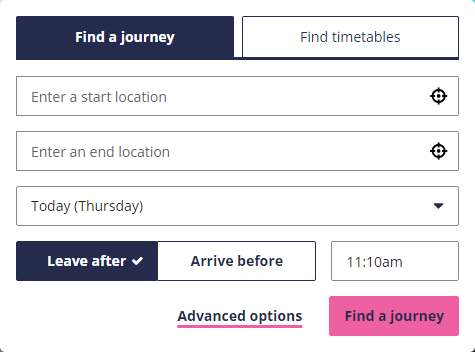 Find a journey
Find timetables
Enter a start location
Enter an end location
Today (Thursday)
Leave after
Arrive before
11:10am
Advanced options
Find a journey